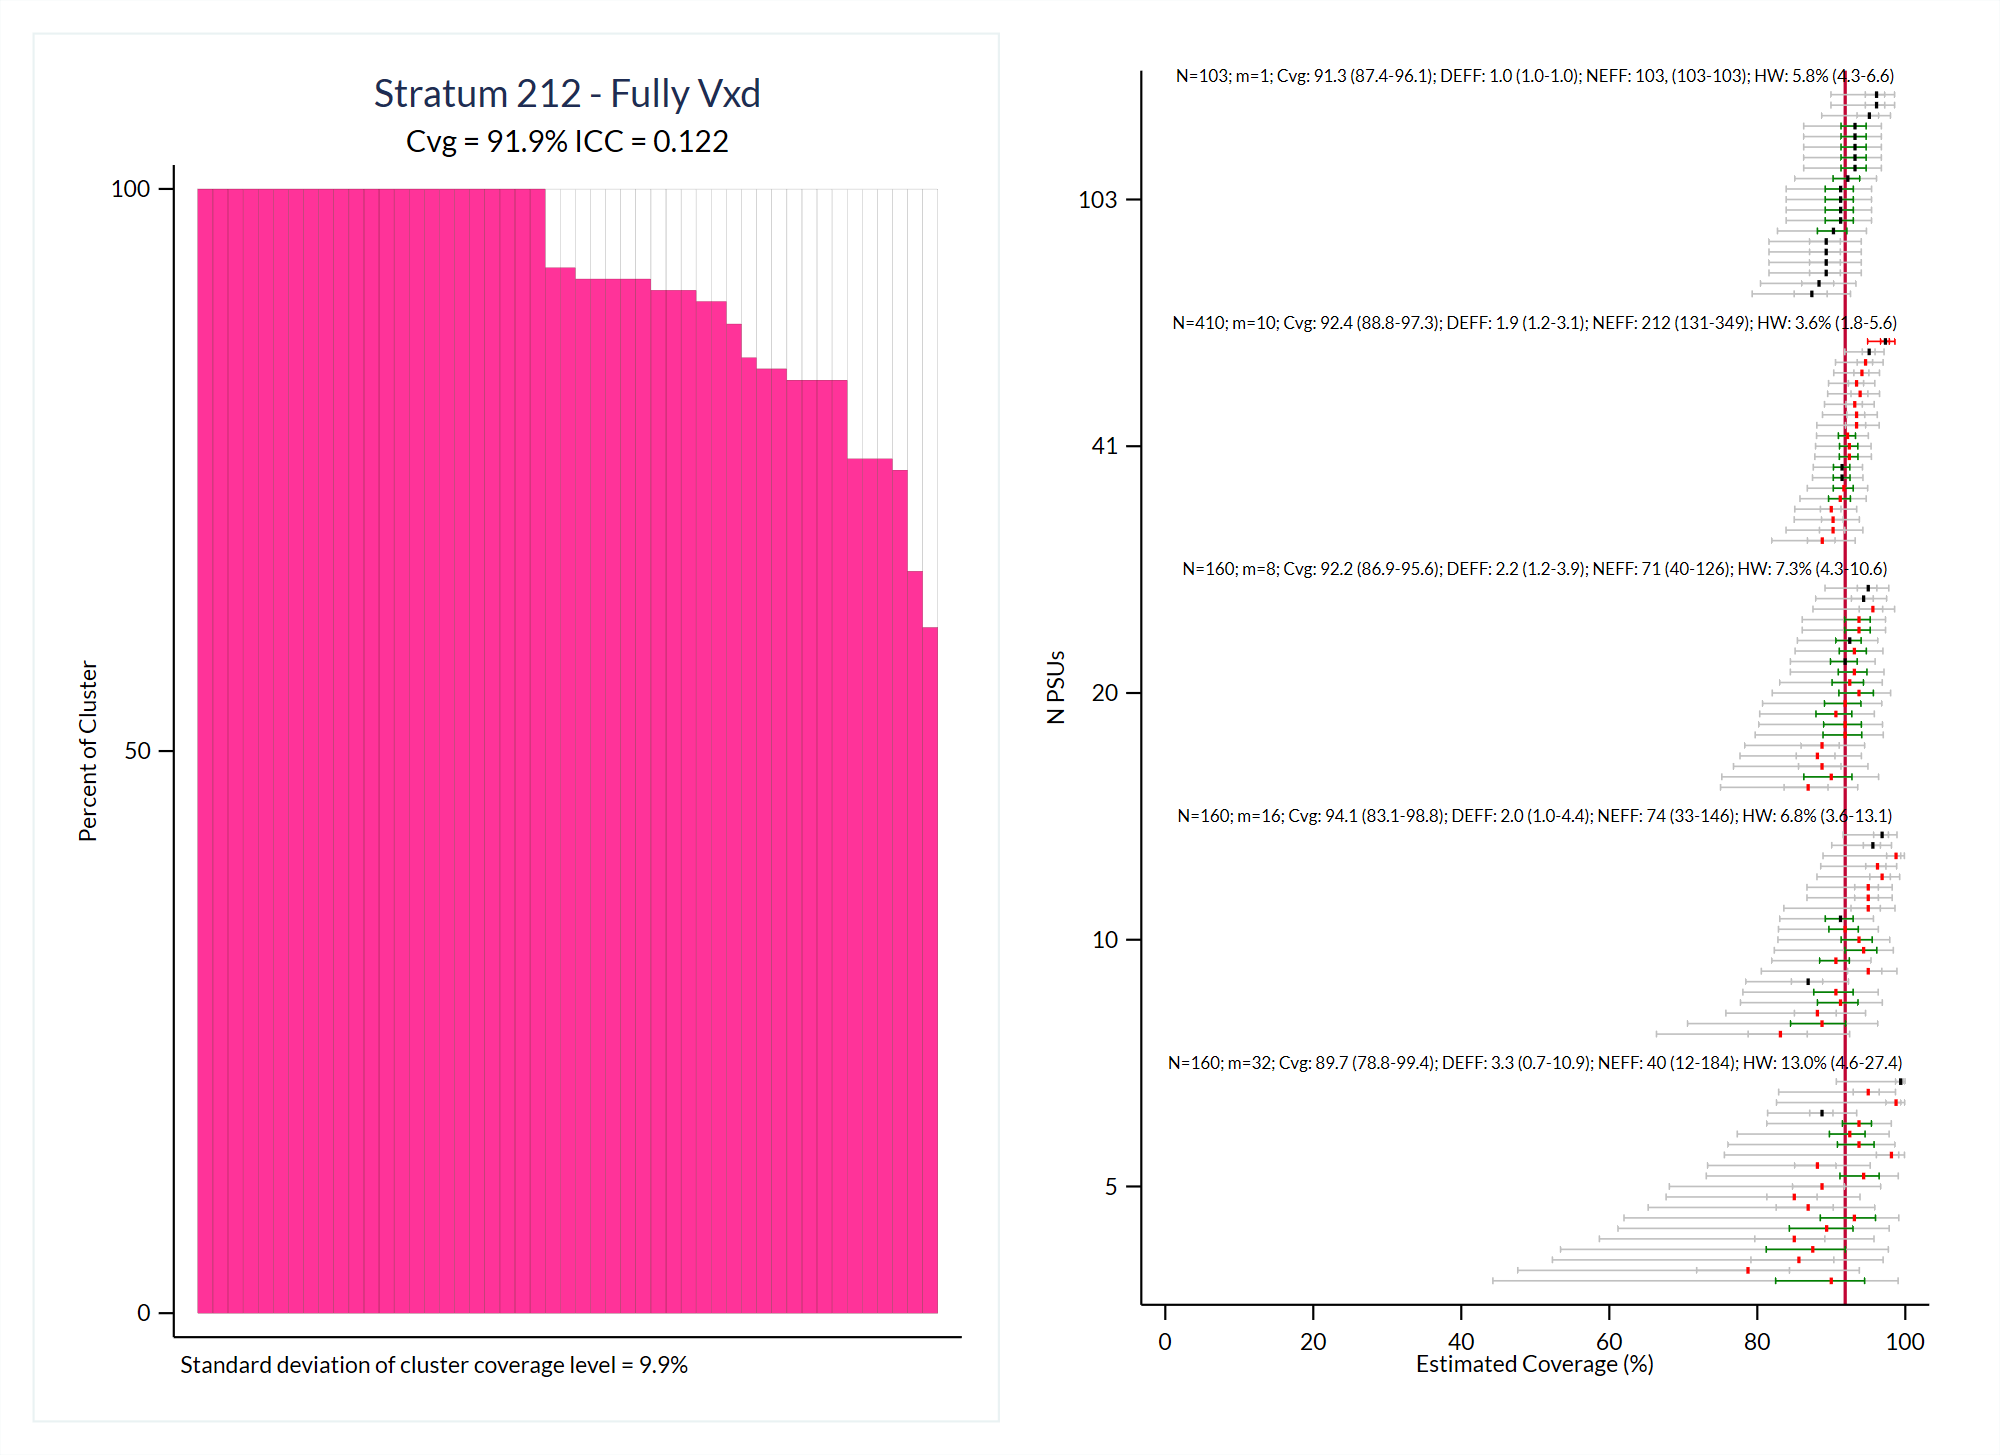 Stratum 212 - Fully Vxd
Cvg = 91.9% ICC = 0.122
100
50
0
Percent of Cluster
Standard deviation of cluster coverage level = 9.9%
N=103; m=1; Cvg: 91.3 (87.4-96.1); DEFF: 1.0 (1.0-1.0); NEFF: 103, (103-103); HW: 5.8% (4.3-6.6)
103
N=410; m=10; Cvg: 92.4 (88.8-97.3); DEFF: 1.9 (1.2-3.1); NEFF: 212 (131-349); HW: 3.6% (1.8-5.6)
41
N=160; m=8; Cvg: 92.2 (86.9-95.6); DEFF: 2.2 (1.2-3.9); NEFF: 71 (40-126); HW: 7.3% (4.3-10.6)
N PSUs
20
N=160; m=16; Cvg: 94.1 (83.1-98.8); DEFF: 2.0 (1.0-4.4); NEFF: 74 (33-146); HW: 6.8% (3.6-13.1)
10
N=160; m=32; Cvg: 89.7 (78.8-99.4); DEFF: 3.3 (0.7-10.9); NEFF: 40 (12-184); HW: 13.0% (4.6-27.4)
5
0 20 40 60 80 100
Estimated Coverage (%)